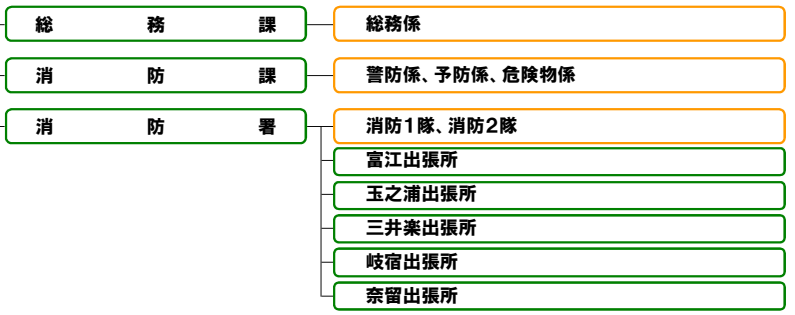 総務課
総務係
消防課
警防係、予防係、危険物係
消防署
消防1隊、消防2隊
富江出張所
玉之浦出張所
三井楽出張所
岐宿出張所
奈留出張所